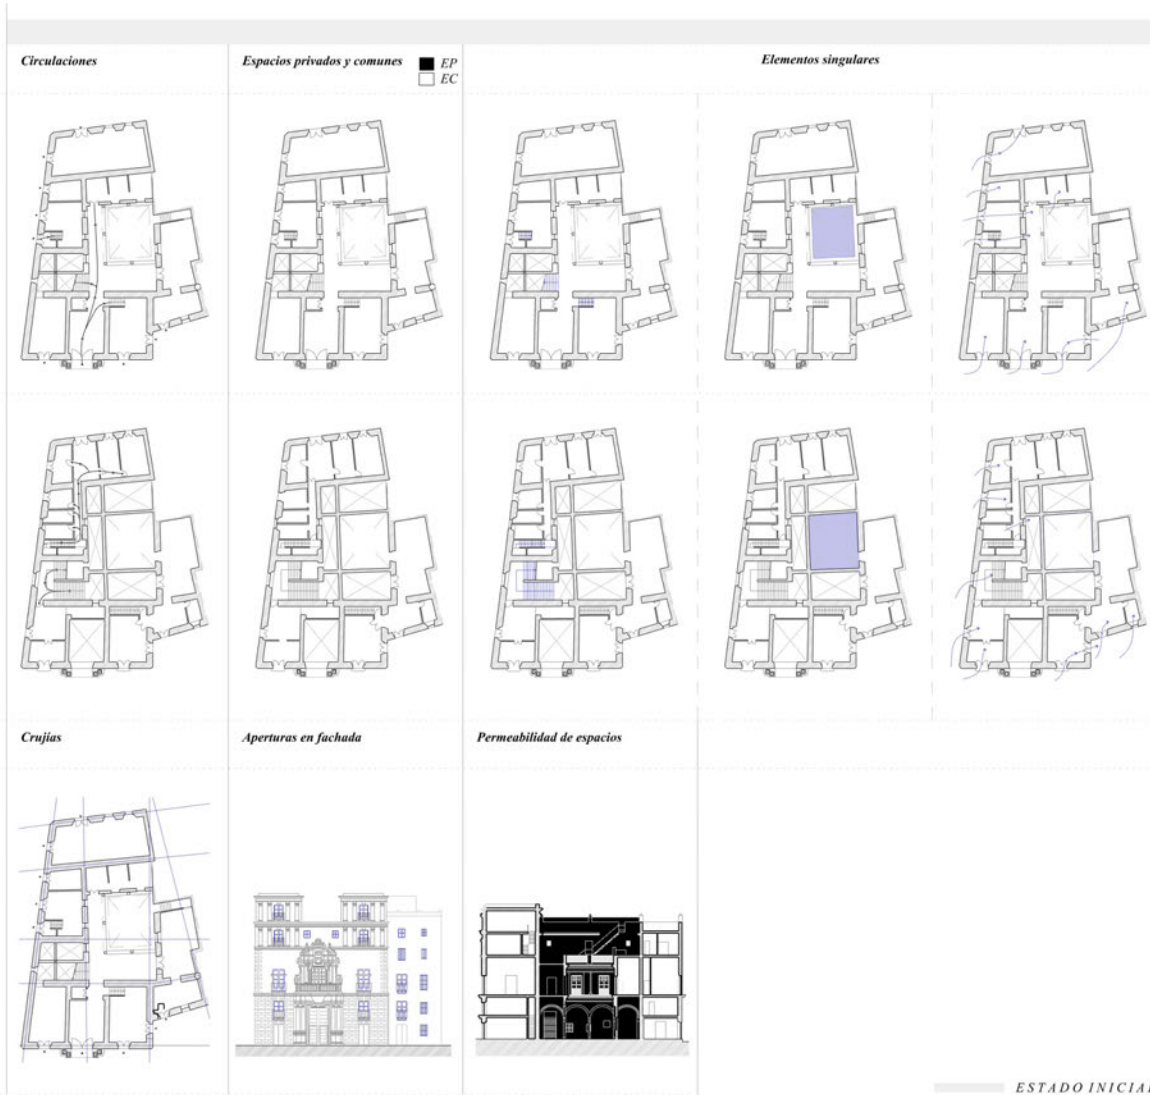 Circulaciones
Espacios privados y comunes
EP
EC
Elementos singulares
Crujías
Aperturas en fachada
Permeabilidad de espacios
ESTADO INICIAL